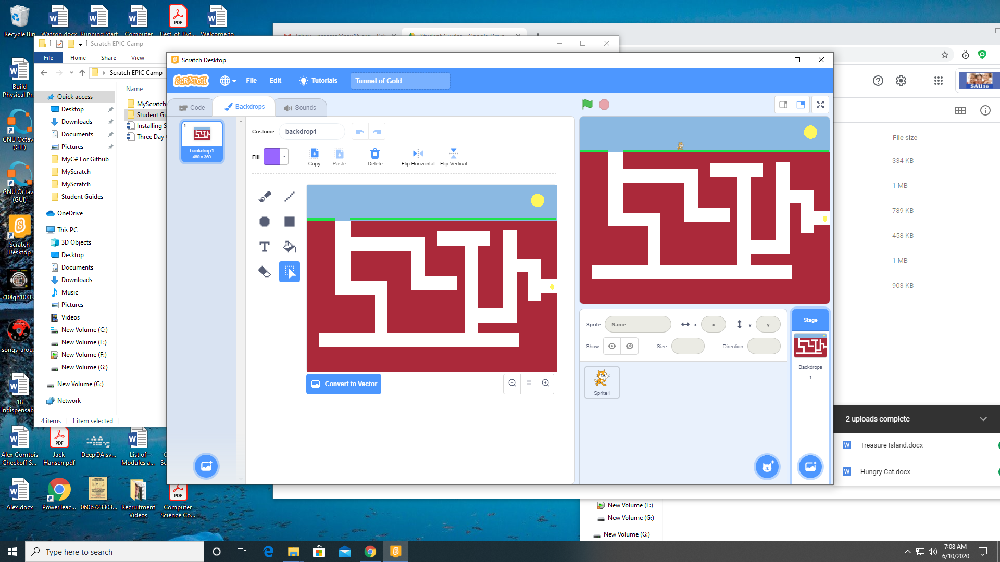 Recycle Bin
Watson.docx
Running Start
Computer
Best_of_Byt...
Welcome to
Build
Physical Pr...
GNU Octav
(CLI)
GNU Octav
(GUI)
Scratch
Desktop
710lqh10KF
songs-arou...
18
Indispensab
Alex Comtois
Checkoff S...
Jack
Hansen.pdf
DeepQA.sv...
List of
Modules a...
Alex.docx
PowerTeac...
060b723303...
Recruitment
Videos
Computer
Science Co...
Scratch EPIC Camp
File
Home
Share
View
Scratch EPIC Camp
Name
MyScratch
Student Gu
Installing S
Three Day
Quick access
Desktop
Downloads
Documents
Pictures
MyC# For Github
MyScratch
MyScratch
Student Guides
OneDrive
This PC
3D Objects
Desktop
Documents
Downloads
Music
Pictures
Videos
New Volume (C:)
New Volume (E:)
New Volume (F:)
New Volume (G:)
New Volume (G:)
Network
4 items
1 item selected
Student Guides - Google Drive
Scratch Desktop
SCRATCH
File
Edit
Tutorials
Tunnel of Gold
Code
Backdrops
Sounds
1
backdrop1
480 x 360
Costume
backdrop1
Fill
Copy
Paste
Delete
Flip Horizontal
Flip Vertical
T
Convert to Vector
=
Sprite
Name
x
x
y
y
Show
Size
Direction
Sprite1
Stage
Backdrops
1
SAU16
File size
334 KB
1 MB
789 KB
458 KB
1 MB
903 KB
2 uploads complete
Treasure Island.docx
Hungry Cat.docx
New Volume (F:)
New Volume (G:)
New Volume (G:)
Type here to search
7:08 AM
6/10/2020